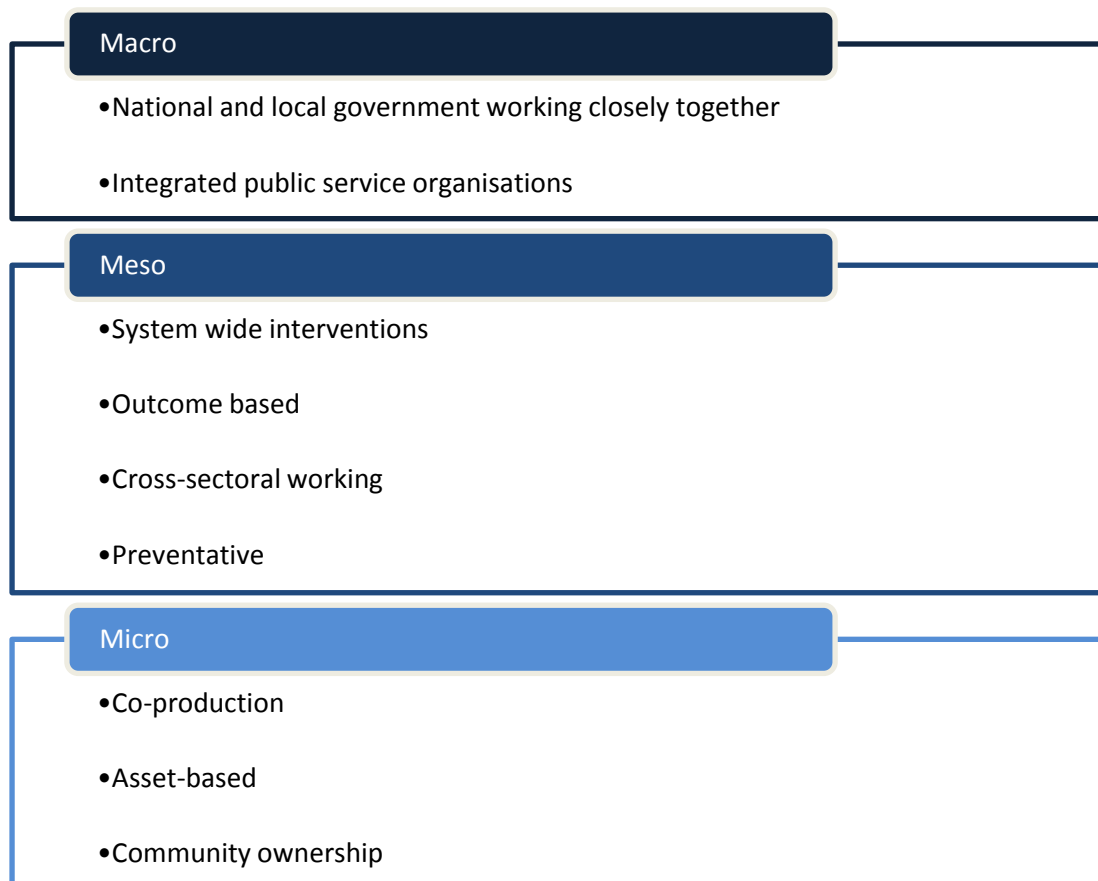 Macro
•National and local government working closely together
•Integrated public service organisations
Meso
•System wide interventions
•Outcome based
•Cross-sectoral working
•Preventative
Micro
•Co-production
•Asset-based
•Community ownership